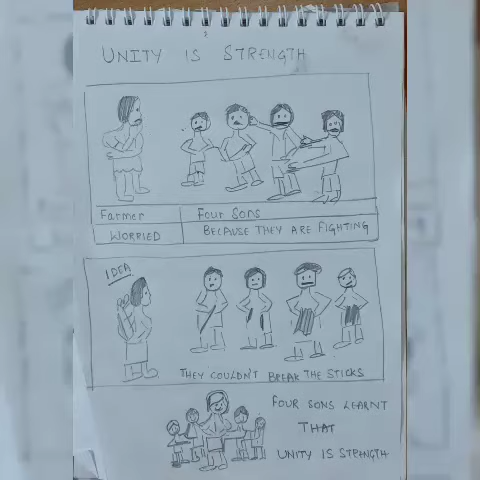 UNITY IS STRENGTH
Farmer
Four Sons
WORRIED
BECAUSE THEY ARE FIGHTING
IDEA
THEY COULDN'T BREAK THE STICKS
FOUR SONS LEARNT
THAT
UNITY IS STRENGTH